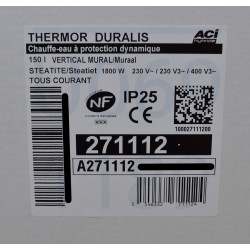 THERMOR DURALIS
ACI
Chauffe-eau à protection dynamique
150 l VERTICAL MURAL/Muraal
STEATITE/Steatiet 1800 W 230 V~ / 230 V3~ / 400 V3~
TOUS COURANT
NF
IP25
CE
100027111200
271112
A271112